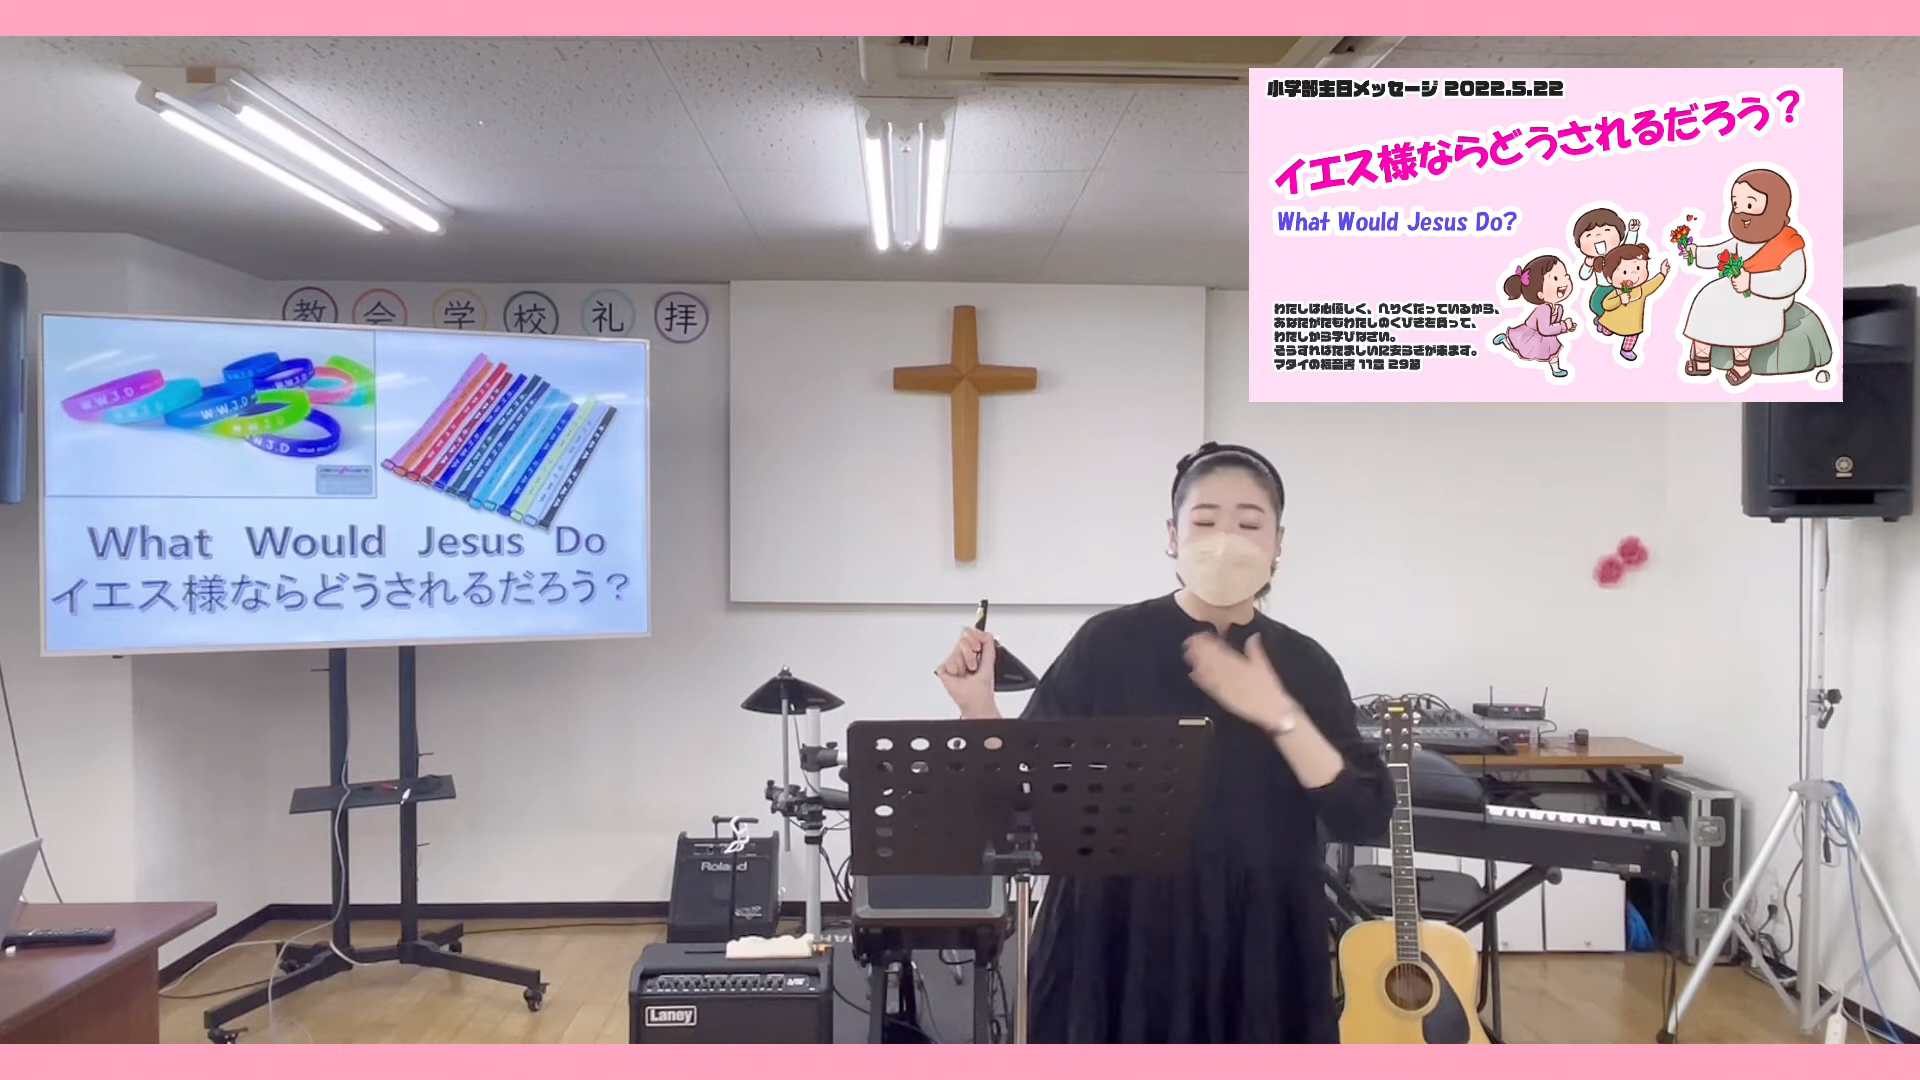 小学部主日メッセージ 2022.5.22
イエス様ならどうされるだろう？
What Would Jesus Do?
わたしは心優しく、へりくだっているから、
あなたがたもわたしのくびきを負って、
わたしから学びなさい。
そうすればたましいに安らぎが来ます。
マタイの福音書 11章 29節
教会学校礼拝
W.W.J.D
W.W.J.D
W.J.D
What Would Jesus Do
イエス様ならどうされるだろう？
Roland
Laney